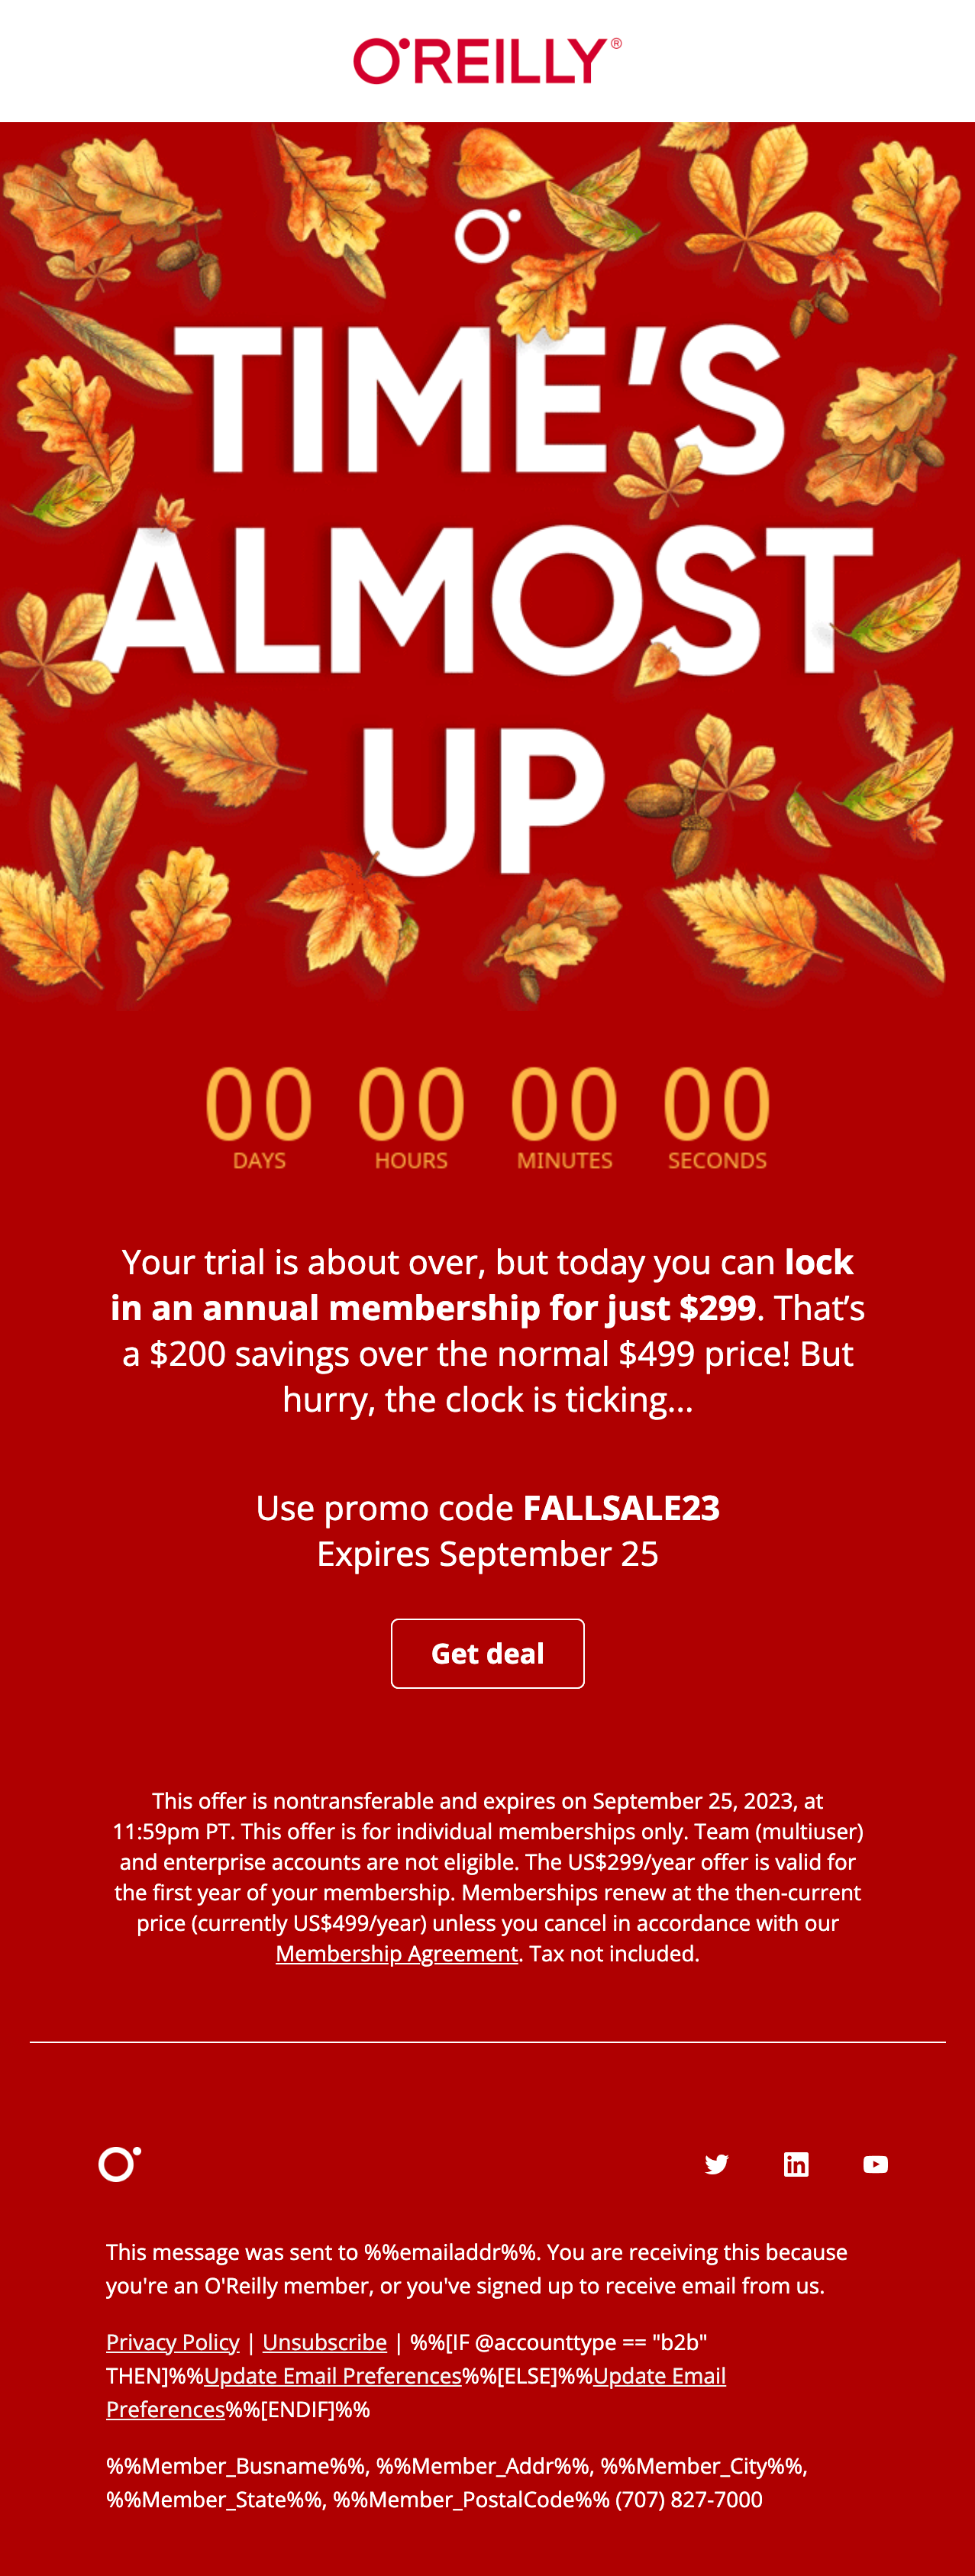 O'REILLY®
TIME'S
ALMOST
UP
00 00 00 00
DAYS HOURS MINUTES SECONDS
Your trial is about over, but today you can lock
in an annual membership for just $299. That's
a $200 savings over the normal $499 price! But
hurry, the clock is ticking...
Use promo code FALLSALE23
Expires September 25
Get deal
This offer is nontransferable and expires on September 25, 2023, at
11:59pm PT. This offer is for individual memberships only. Team (multiuser)
and enterprise accounts are not eligible. The US$299/year offer is valid for
the first year of your membership. Memberships renew at the then-current
price (currently US$499/year) unless you cancel in accordance with our
Membership Agreement. Tax not included.
This message was sent to %%emailaddr%%. You are receiving this because
you're an O'Reilly member, or you've signed up to receive email from us.
Privacy Policy | Unsubscribe | %%[IF @accounttype == "b2b"
THEN]%%Update Email Preferences%%[ELSE]%%Update Email
Preferences%%[ENDIF]%%
%%Member_Busname%%, %%Member_Addr%%, %%Member_City%%,
%%Member_State%%, %%Member_PostalCode%% (707) 827-7000